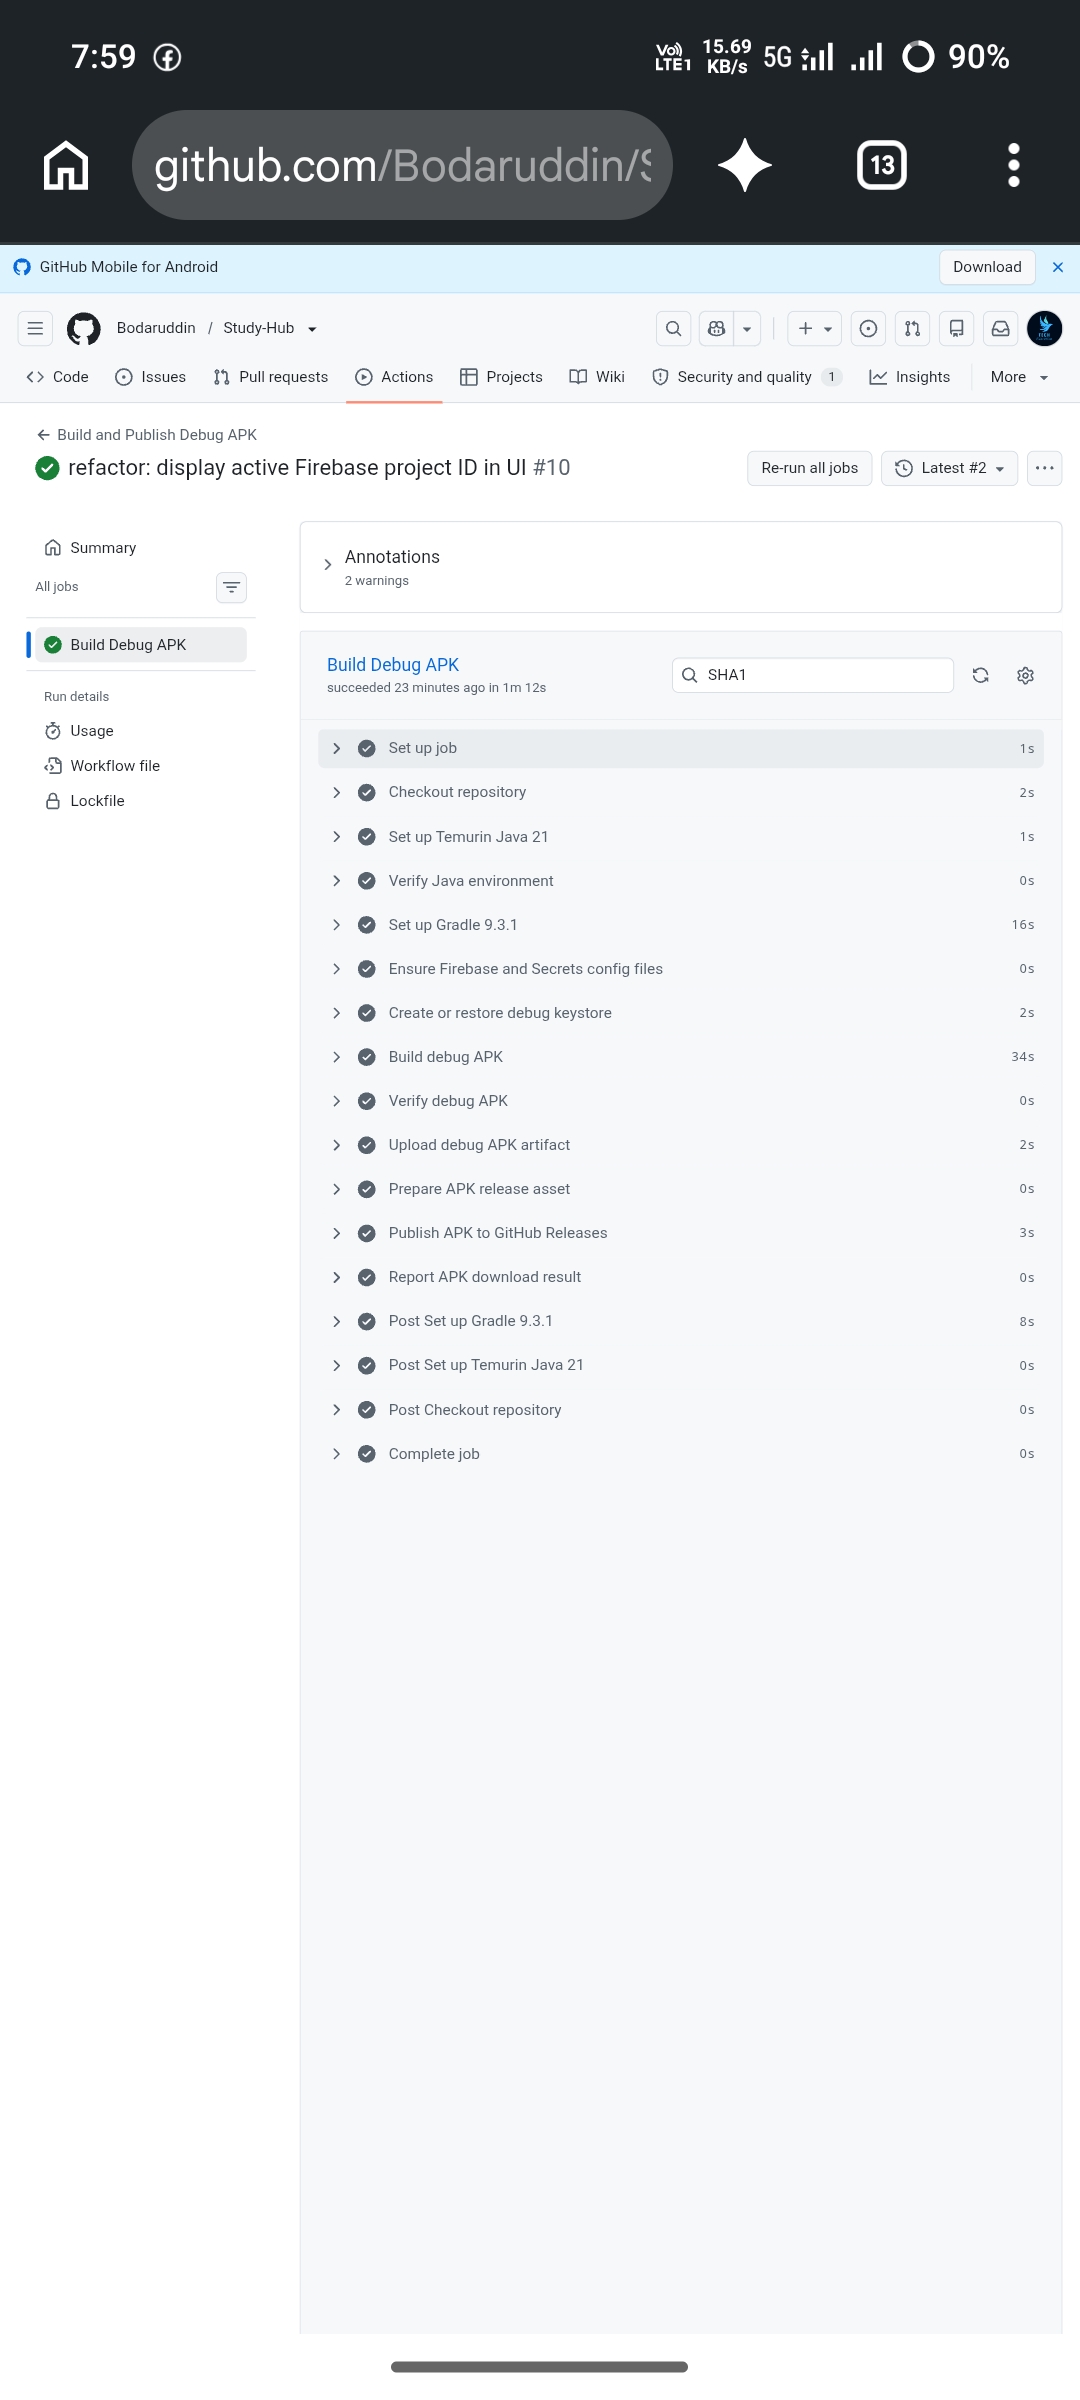 7:59
Vo)) LTE1 15.69 KB/s 5G 90%
github.com/Bodaruddin/S
13
GitHub Mobile for Android
Download
Bodaruddin / Study-Hub
Code Issues Pull requests Actions Projects Wiki Security and quality 1 Insights More
Build and Publish Debug APK
refactor: display active Firebase project ID in UI #10
Re-run all jobs Latest #2
Summary
All jobs
Build Debug APK
Run details
Usage
Workflow file
Lockfile
Annotations
2 warnings
Build Debug APK
succeeded 23 minutes ago in 1m 12s
SHA1
Set up job 1s
Checkout repository 2s
Set up Temurin Java 21 1s
Verify Java environment 0s
Set up Gradle 9.3.1 16s
Ensure Firebase and Secrets config files 0s
Create or restore debug keystore 2s
Build debug APK 34s
Verify debug APK 0s
Upload debug APK artifact 2s
Prepare APK release asset 0s
Publish APK to GitHub Releases 3s
Report APK download result 0s
Post Set up Gradle 9.3.1 8s
Post Set up Temurin Java 21 0s
Post Checkout repository 0s
Complete job 0s